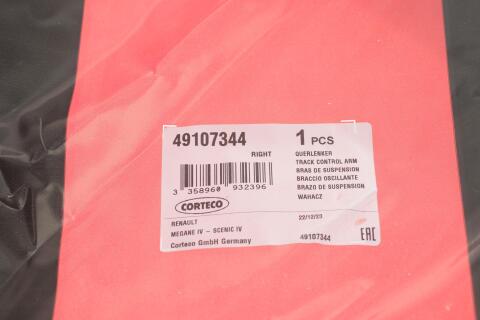 49107344
RIGHT
1 PCS
QUERLENKER
TRACK CONTROL ARM
BRAS DE SUSPENSION
BRACCIO OSCILLANTE
BRAZO DE SUSPENSION
WAHACZ
3 358960 932396
CORTECO
RENAULT
22/12/23
MEGANE IV - SCENIC IV
Corteco GmbH Germany
49107344
EAC